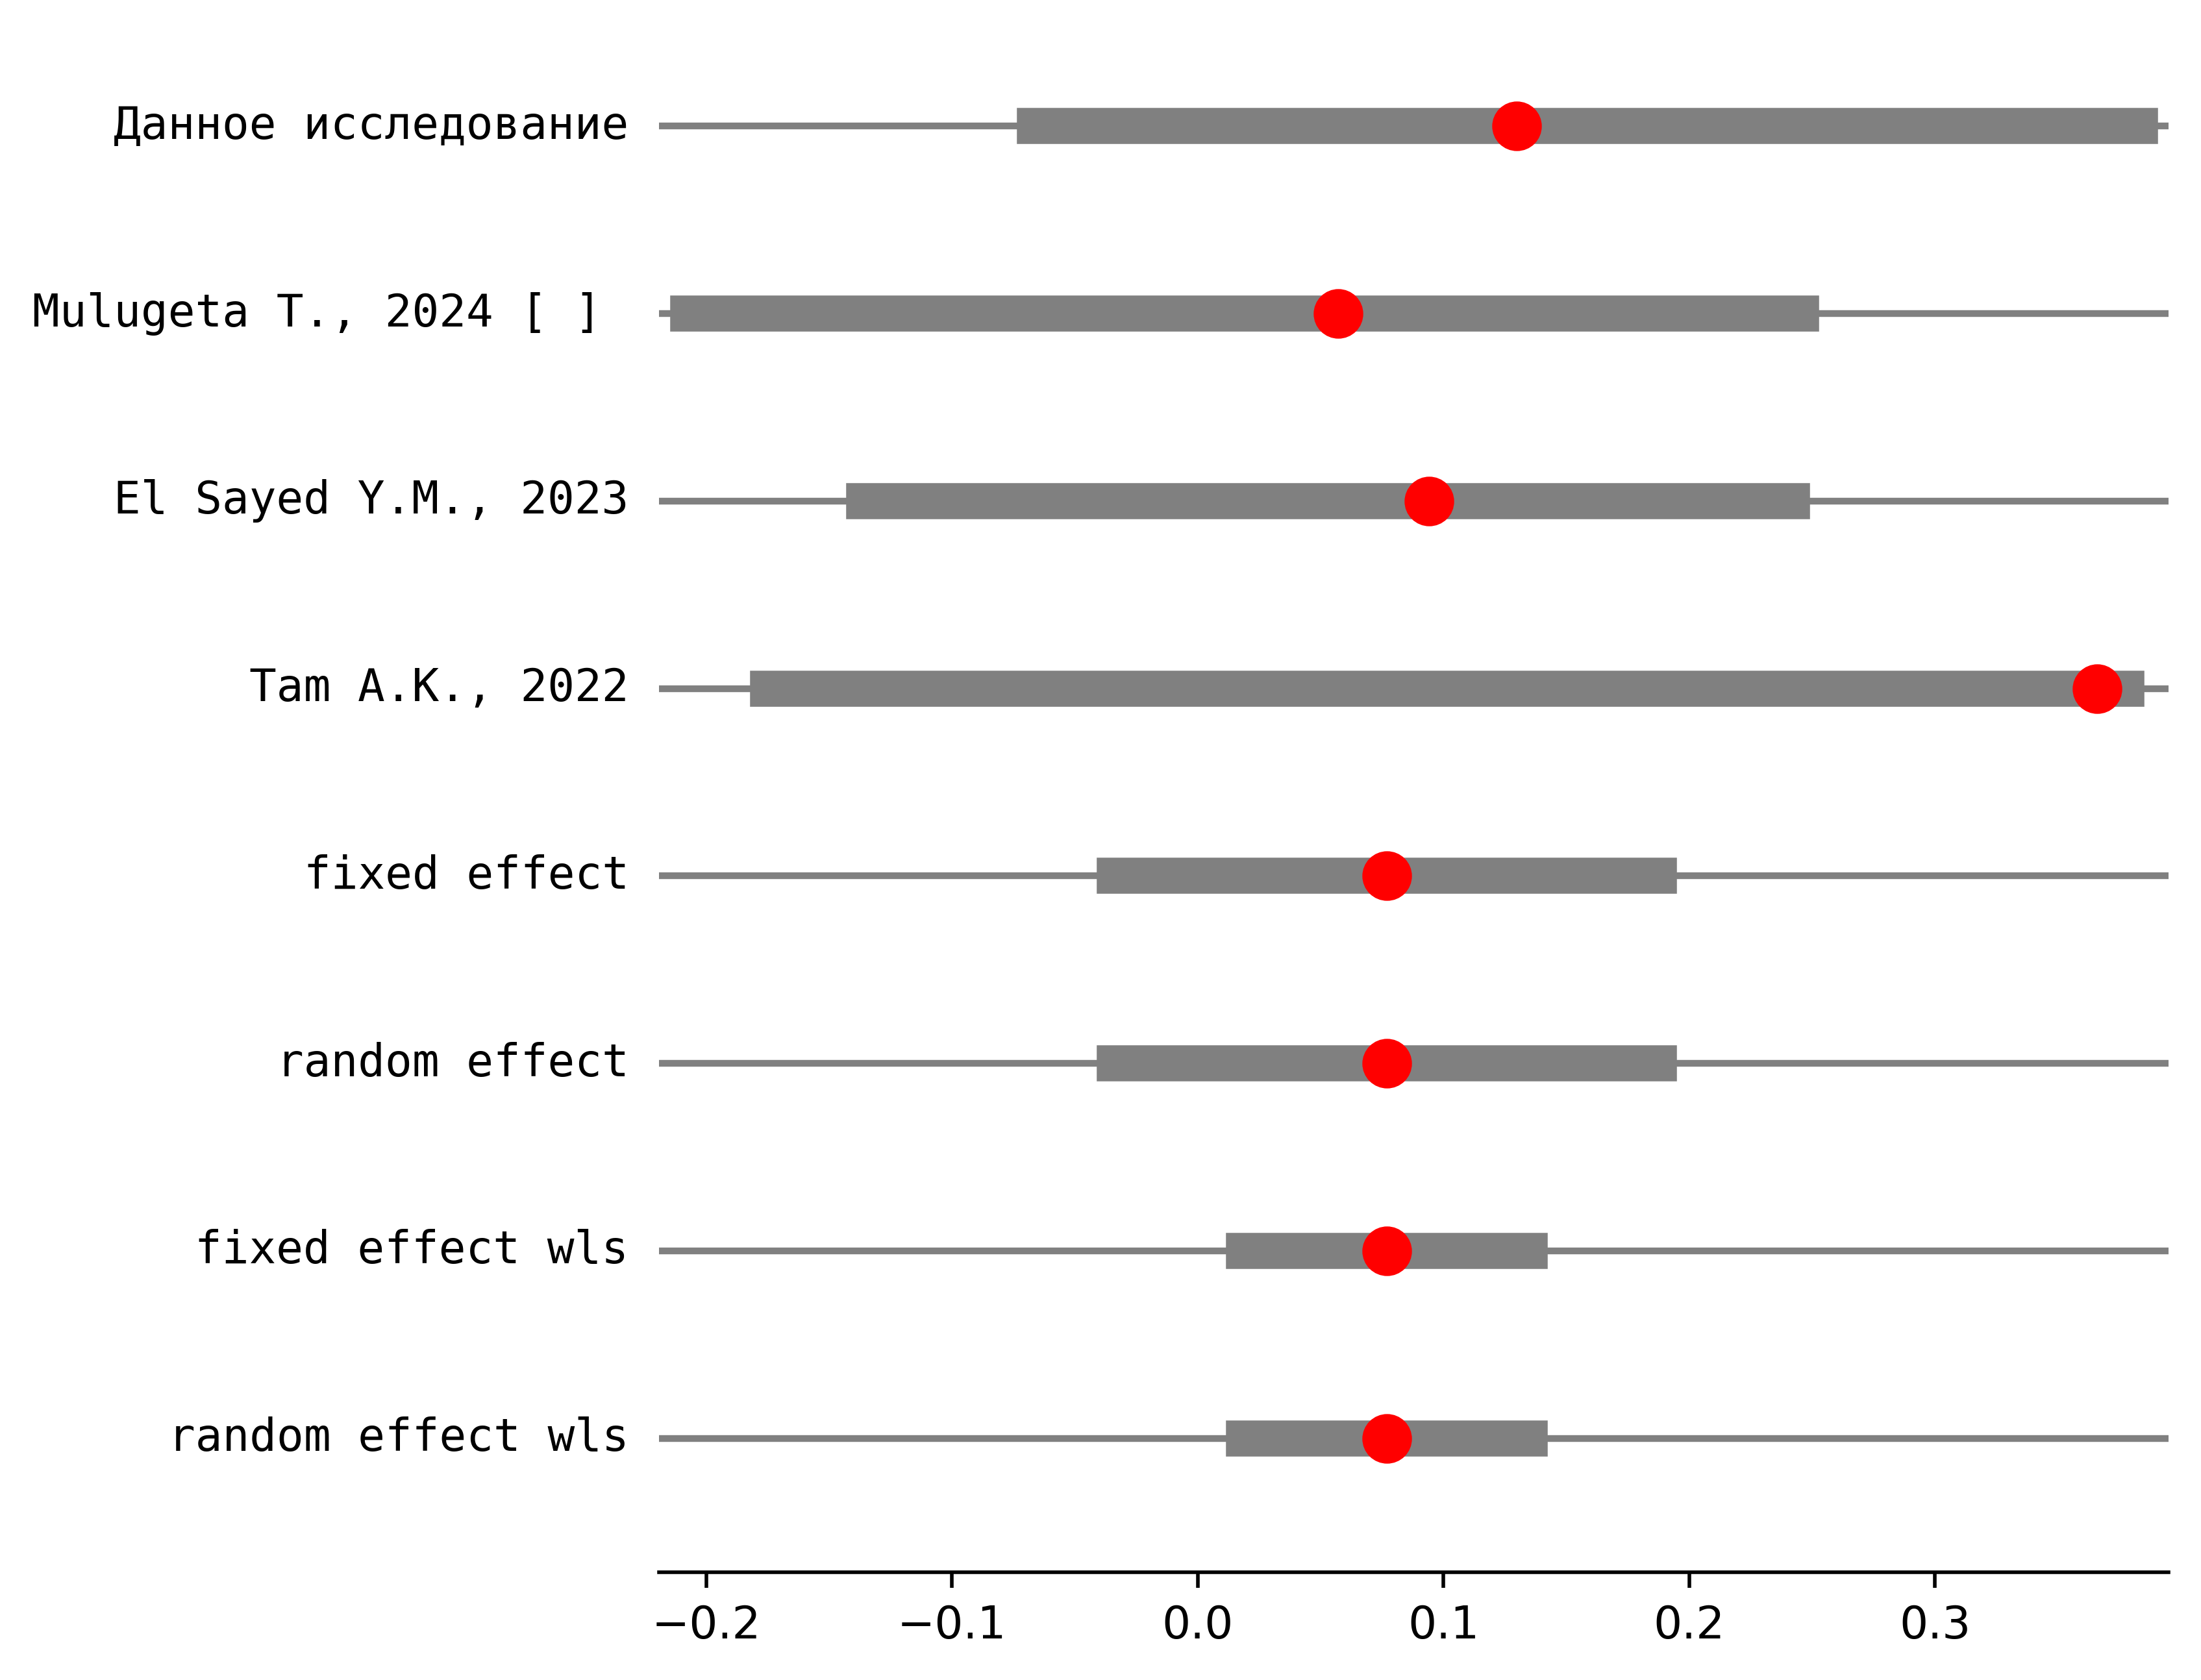 Данное исследование
Mulugeta T., 2024 [ ]
El Sayed Y.M., 2023
Tam A.K., 2022
fixed effect
random effect
fixed effect wls
random effect wls
−0.2 −0.1 0.0 0.1 0.2 0.3